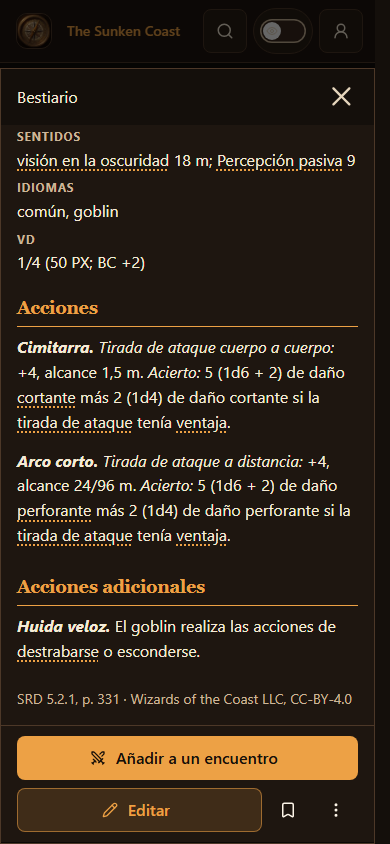 The Sunken Coast
Bestiario
SENTIDOS
visión en la oscuridad 18 m; Percepción pasiva 9
IDIOMAS
común, goblin
VD
1/4 (50 PX; BC +2)
Acciones
Cimitarra. Tirada de ataque cuerpo a cuerpo:
+4, alcance 1,5 m. Acierto: 5 (1d6 + 2) de daño
cortante más 2 (1d4) de daño cortante si la
tirada de ataque tenía ventaja.
Arco corto. Tirada de ataque a distancia: +4,
alcance 24/96 m. Acierto: 5 (1d6 + 2) de daño
perforante más 2 (1d4) de daño perforante si la
tirada de ataque tenía ventaja.
Acciones adicionales
Huida veloz. El goblin realiza las acciones de
destrabarse o esconderse.
SRD 5.2.1, p. 331 · Wizards of the Coast LLC, CC-BY-4.0
Añadir a un encuentro
Editar